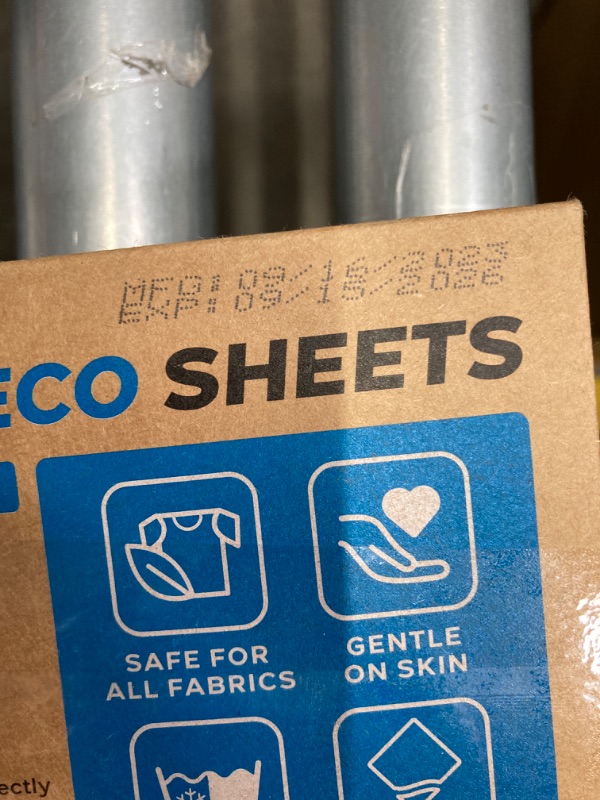 MFD: 09/16/2023
EXP: 09/15/2026
ECO SHEETS
SAFE FOR
ALL FABRICS
GENTLE
ON SKIN
ectly